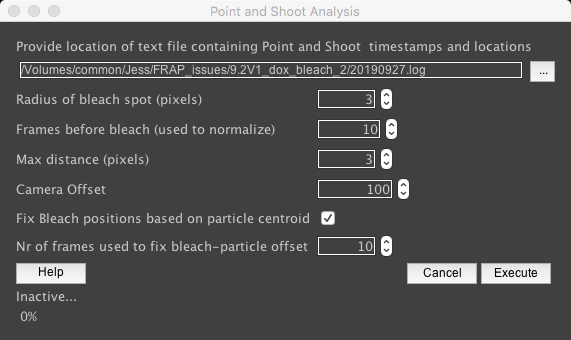 Point and Shoot Analysis
Provide location of text file containing Point and Shoot timestamps and locations
/Volumes/common/Jess/FRAP_issues/9.2V1_dox_bleach_2/20190927.log ...
Radius of bleach spot (pixels) 3
Frames before bleach (used to normalize) 10
Max distance (pixels) 3
Camera Offset 100
Fix Bleach positions based on particle centroid
Nr of frames used to fix bleach-particle offset 10
Help Cancel Execute
Inactive...
0%